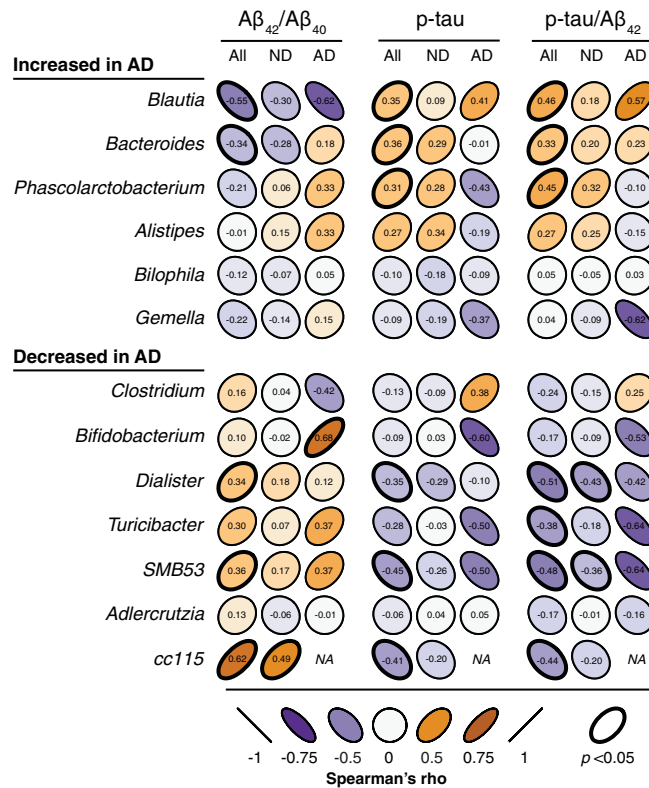 Aβ42/Aβ40 p-tau p-tau/Aβ42
All ND AD All ND AD All ND AD
Increased in AD
Blautia -0.55 -0.30 -0.62 0.35 0.09 0.41 0.46 0.18 0.57
Bacteroides -0.34 -0.28 0.18 0.36 0.29 -0.01 0.33 0.20 0.23
Phascolarctobacterium -0.21 0.06 0.33 0.31 0.28 -0.43 0.45 0.32 -0.10
Alistipes -0.01 0.15 0.33 0.27 0.34 -0.19 0.27 0.25 -0.15
Bilophila -0.12 -0.07 0.05 -0.10 -0.18 -0.09 0.05 -0.05 0.03
Gemella -0.22 -0.14 0.15 -0.09 -0.19 -0.37 0.04 -0.09 -0.62
Decreased in AD
Clostridium 0.16 0.04 -0.42 -0.13 -0.09 0.38 -0.24 -0.15 0.25
Bifidobacterium 0.10 -0.02 0.68 -0.09 0.03 -0.60 -0.17 -0.09 -0.53
Dialister 0.34 0.18 0.12 -0.35 -0.29 -0.10 -0.51 -0.43 -0.42
Turicibacter 0.30 0.07 0.37 -0.28 -0.03 -0.50 -0.38 -0.18 -0.64
SMB53 0.36 0.17 0.37 -0.45 -0.26 -0.50 -0.48 -0.36 -0.64
Adlercrutzia 0.13 -0.06 -0.01 -0.06 0.04 0.05 -0.17 -0.01 -0.16
cc115 0.62 0.49 NA -0.41 -0.20 NA -0.44 -0.20 NA
-1 -0.75 -0.5 0 0.5 0.75 1 p<0.05
Spearman's rho